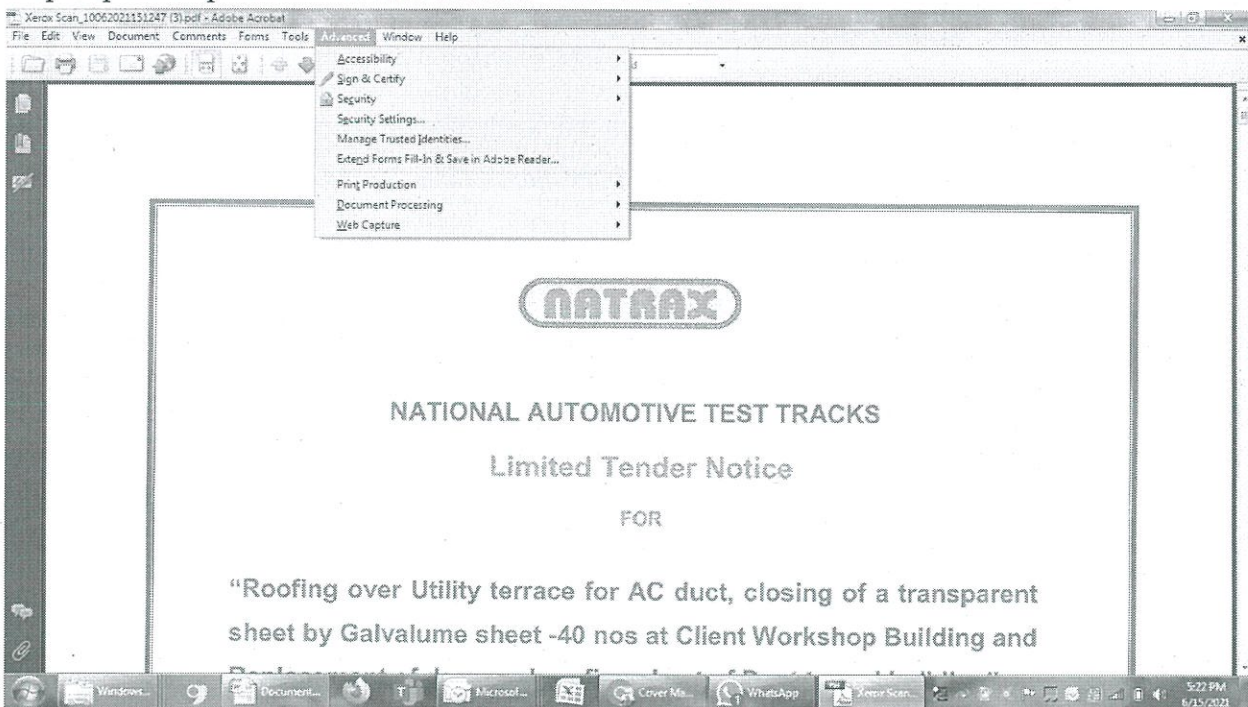 Xerox Scan_10062021151247 (3).pdf - Adobe Acrobat
File Edit View Document Comments Forms Tools Advanced Window Help
Accessibility
Sign & Certify
Security
Security Settings...
Manage Trusted Identities...
Extend Forms Fill-In & Save in Adobe Reader...
Print Production
Document Processing
Web Capture
NATRAX
NATIONAL AUTOMOTIVE TEST TRACKS
Limited Tender Notice
FOR
“Roofing over Utility terrace for AC duct, closing of a transparent
sheet by Galvalume sheet -40 nos at Client Workshop Building and
Windows... Document... Microsof... Cover Ma... WhatsApp Xerox Scan... 5:22 PM
6/15/2021